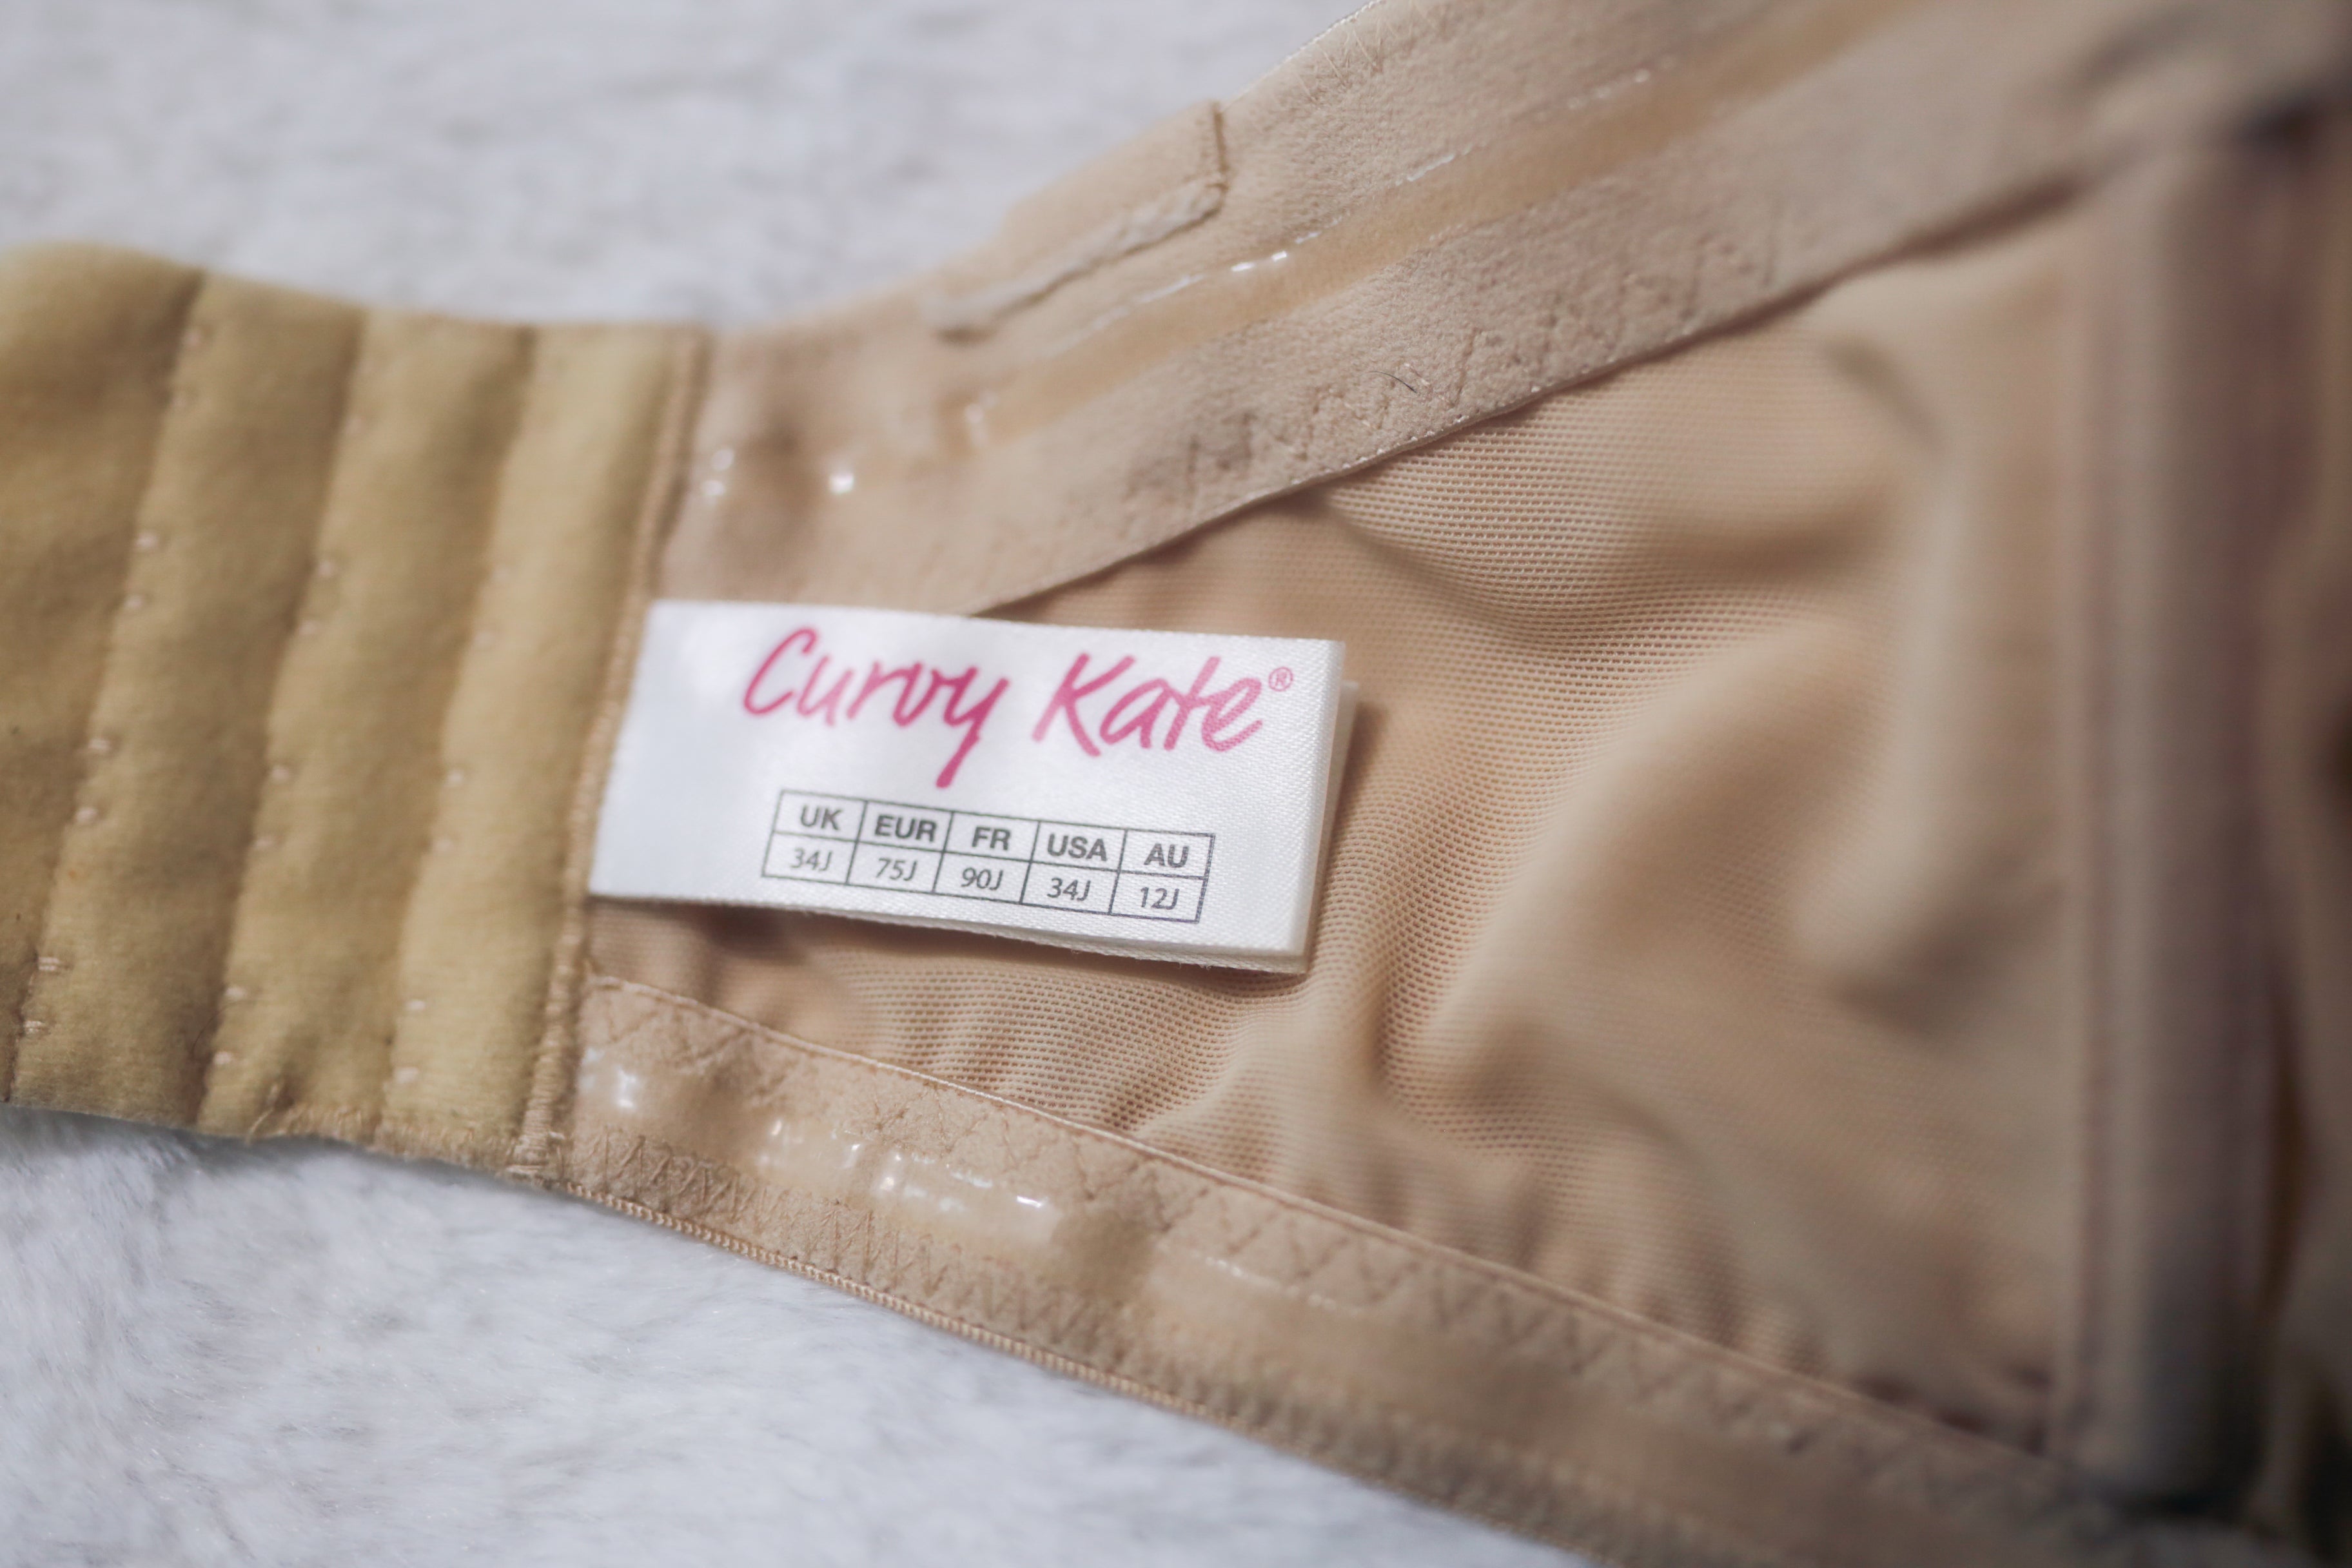 Curvy Kate®
UK EUR FR USA AU
34J 75J 90J 34J 12J